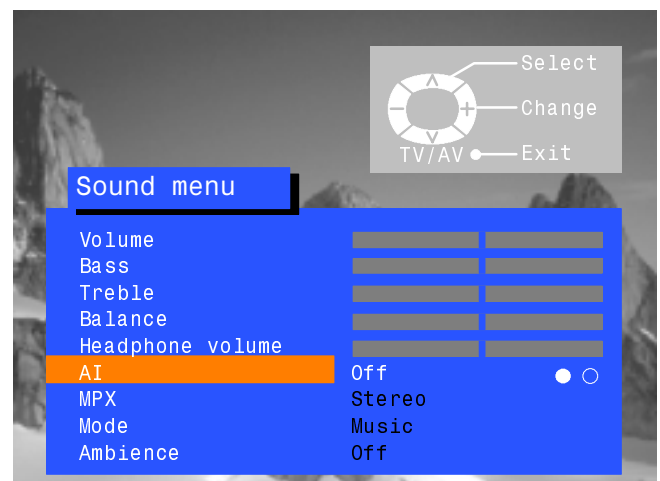 Select
Change
TV/AV Exit
Sound menu
Volume
Bass
Treble
Balance
Headphone volume
AI Off
MPX Stereo
Mode Music
Ambience Off